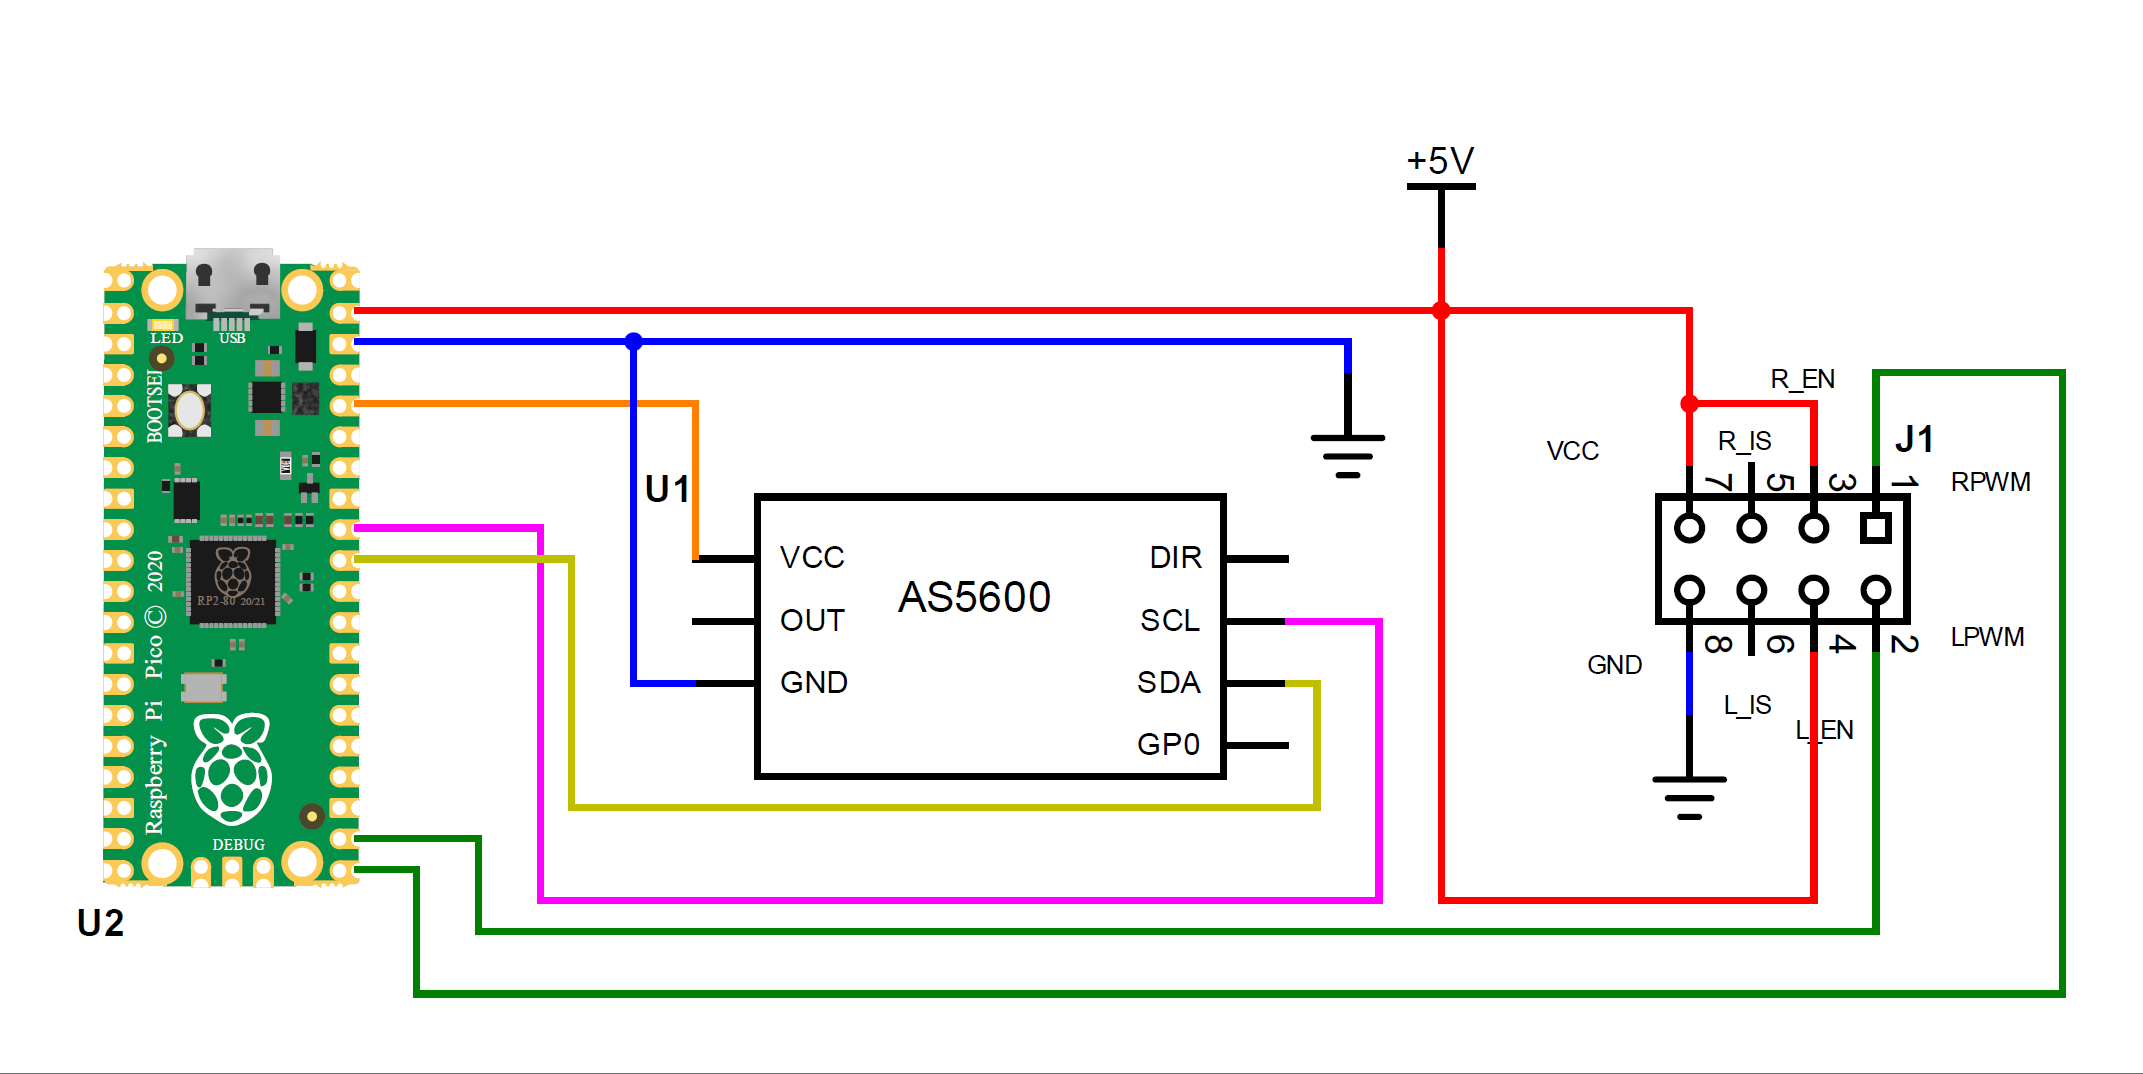 +5V
LED
USB
BOOTSEL
R_EN
J1
R_IS
VCC
RPWM
7
5
3
1
U1
VCC
DIR
AS5600
OUT
SCL
GND
SDA
GP0
RP2-80 20/21
Raspberry Pi Pico © 2020
8
6
4
2
LPWM
GND
L_IS
L_EN
DEBUG
U2